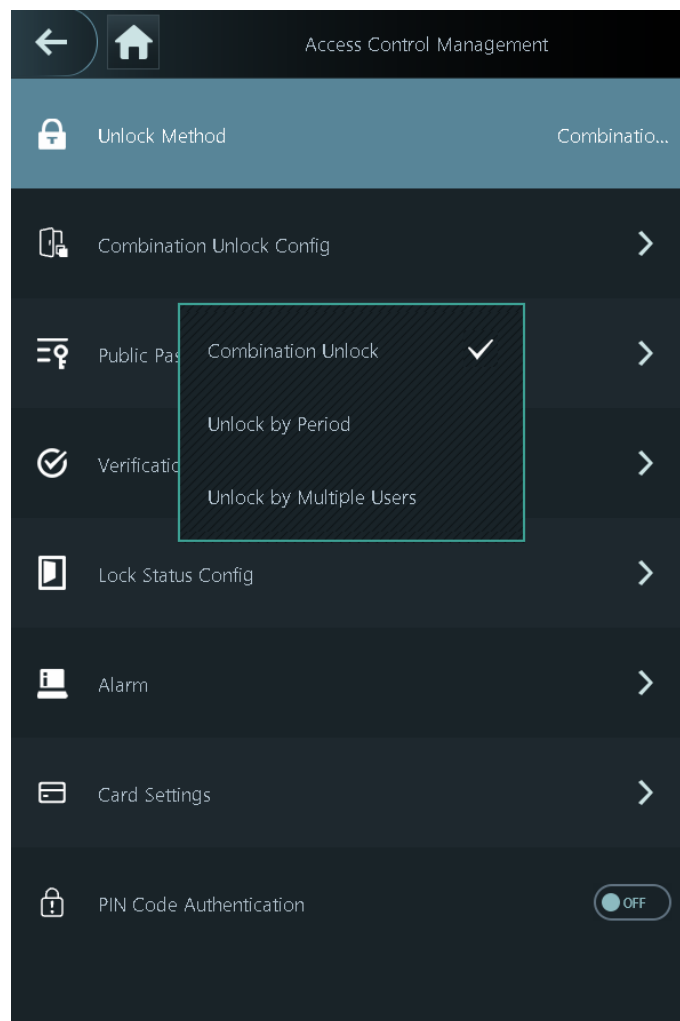 Access Control Management
Unlock Method
Combinatio...
Combination Unlock Config
Public Pas
Combination Unlock
Unlock by Period
Verificatio
Unlock by Multiple Users
Lock Status Config
Alarm
Card Settings
PIN Code Authentication
OFF